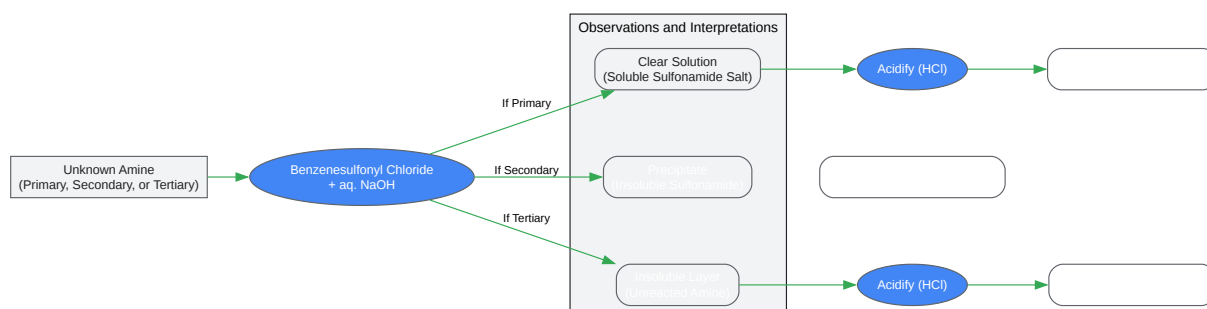 Observations and Interpretations
Clear Solution
(Soluble Sulfonamide Salt)
Acidify (HCl)
If Primary
Unknown Amine
(Primary, Secondary, or Tertiary)
Benzenesulfonyl Chloride
+ aq. NaOH
If Secondary
Precipitate
(Insoluble Sulfonamide)
If Tertiary
Insoluble Layer
(Unreacted Amine)
Acidify (HCl)